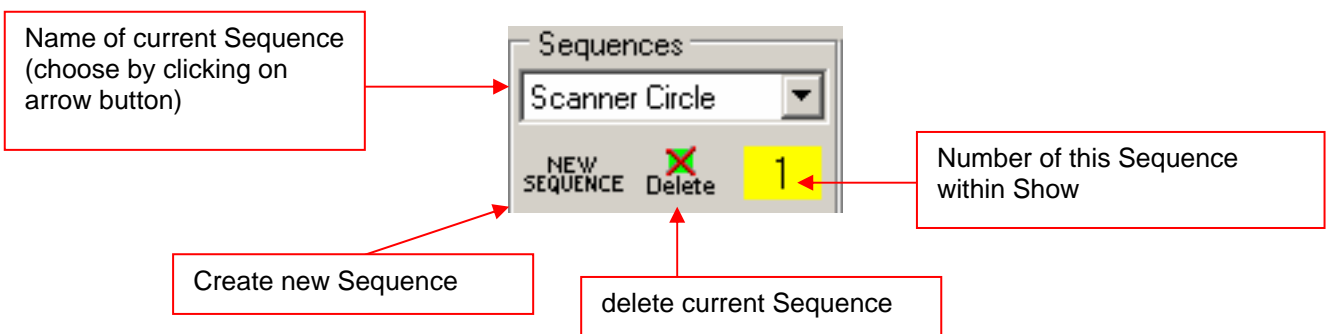 Name of current Sequence
(choose by clicking on
arrow button)
Sequences
Scanner Circle
NEW
SEQUENCE
Delete
1
Number of this Sequence
within Show
Create new Sequence
delete current Sequence